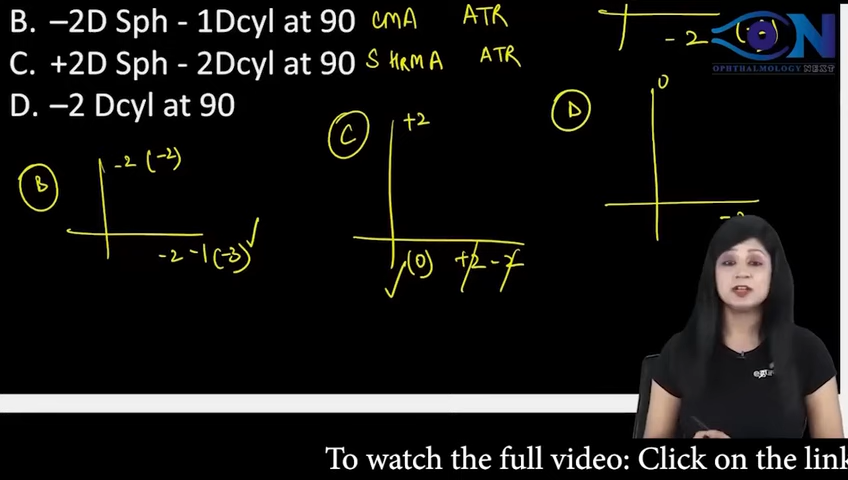 B. –2D Sph - 1Dcyl at 90 CMA ATR
C. +2D Sph - 2Dcyl at 90 SHRMA ATR
D. –2 Dcyl at 90
-2
ON
OPHTHALMOLOGY NEXT
B
-2 (-2)
-2 -1 (-3)
C
+2
(0) +2 -2
D
0
To watch the full video: Click on the link